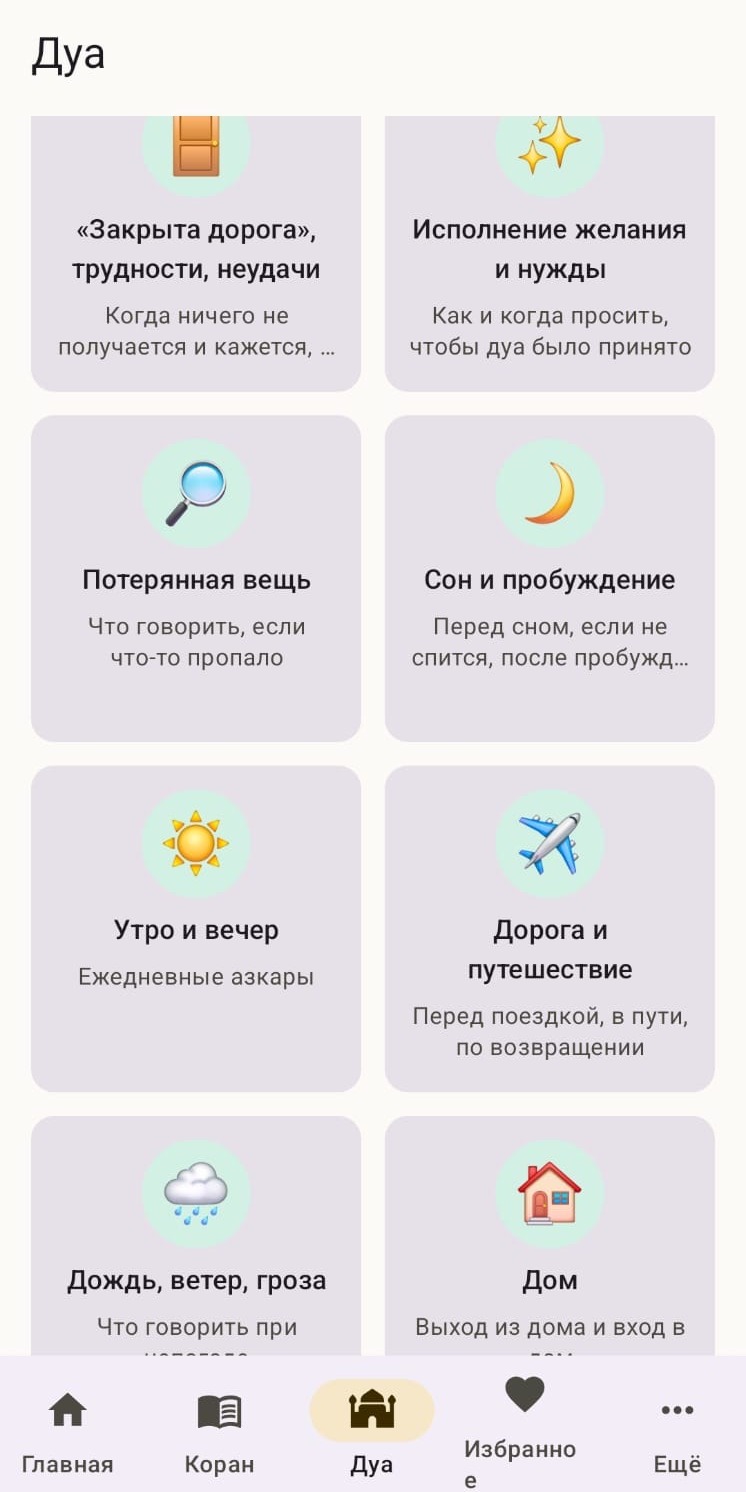 Дуа
«Закрыта дорога»,
трудности, неудачи
Когда ничего не
получается и кажется, ...
Исполнение желания
и нужды
Как и когда просить,
чтобы дуа было принято
Потерянная вещь
Что говорить, если
что-то пропало
Сон и пробуждение
Перед сном, если не
спится, после пробужд...
Утро и вечер
Ежедневные азкары
Дорога и
путешествие
Перед поездкой, в пути,
по возвращении
Дождь, ветер, гроза
Что говорить при
Дом
Выход из дома и вход в
Главная
Коран
Дуа
Избранно
е
Ещё